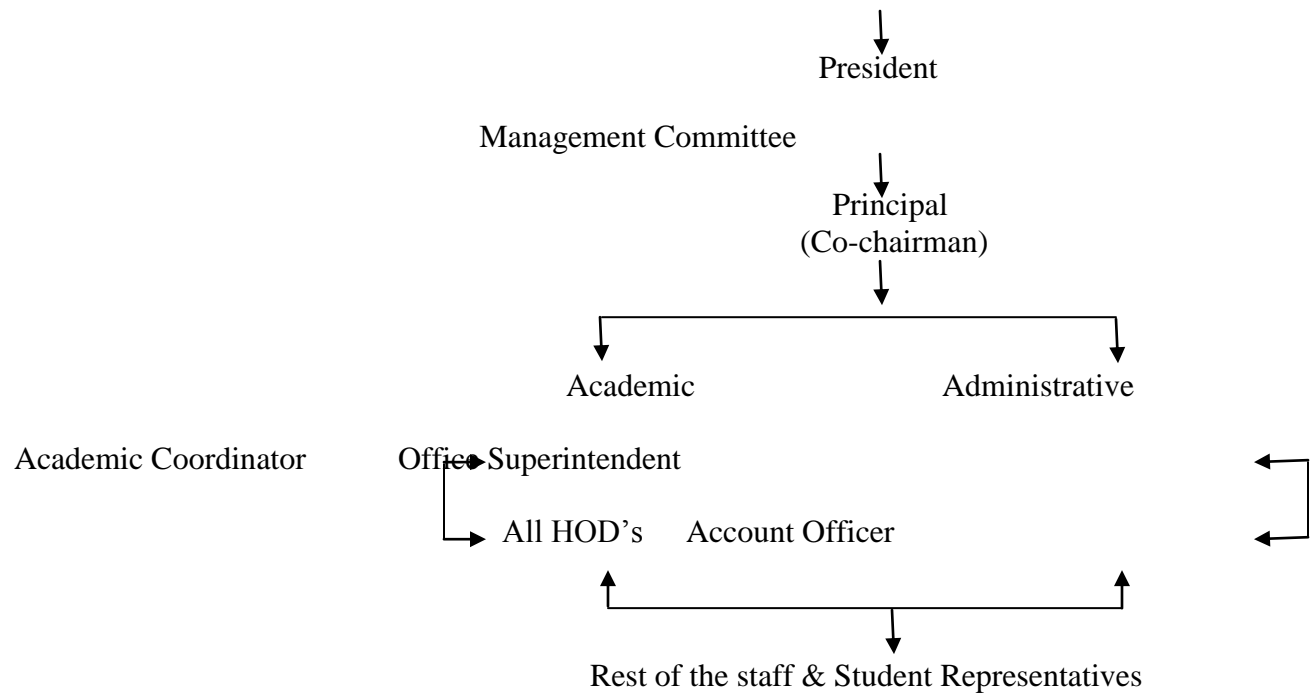 President
Management Committee
Principal
(Co-chairman)
Academic Administrative
Academic Coordinator Office Superintendent
All HOD’s Account Officer
Rest of the staff & Student Representatives